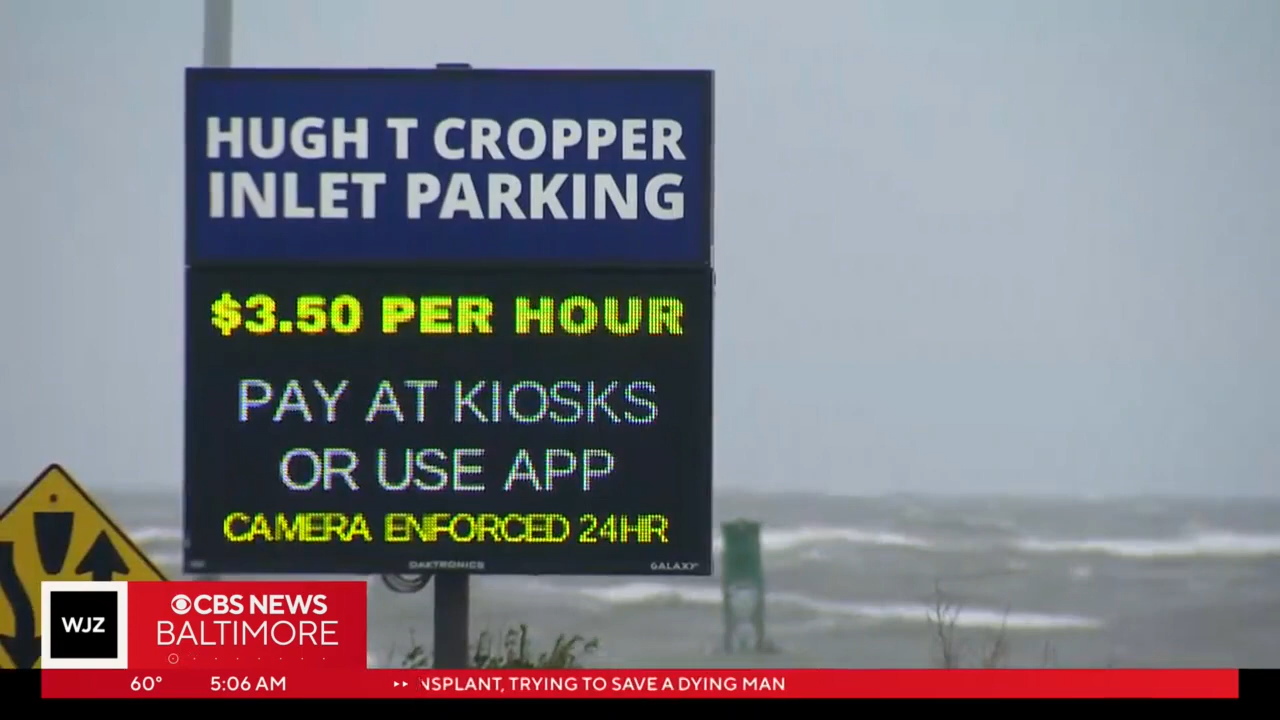 HUGH T CROPPER
INLET PARKING
$3.50 PER HOUR
PAY AT KIOSKS
OR USE APP
CAMERA ENFORCED 24HR
DAKTRONICS
GALAXY
WJZ
CBS NEWS
BALTIMORE
60° 5:06 AM NSPLANT, TRYING TO SAVE A DYING MAN